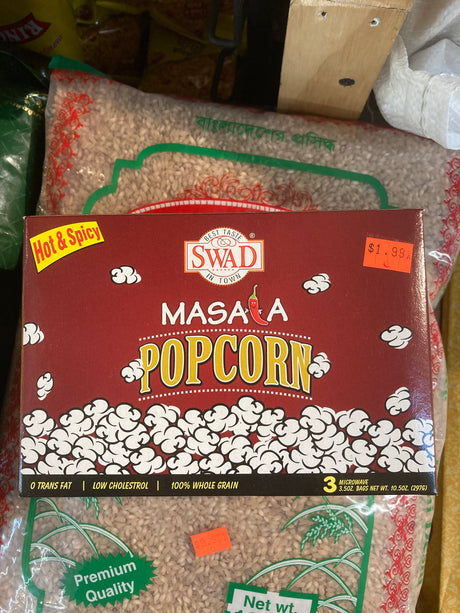 বাংলাদেশের প্রসিদ্ধ
Hot & Spicy
BEST TASTE
SWAD®
IN TOWN
$1.99
MASALA
POPCORN
0 TRANS FAT | LOW CHOLESTROL | 100% WHOLE GRAIN
3 MICROWAVE
3.5OZ. BAGS NET WT. 10.5OZ. (297G)
Premium
Quality
Net wt.